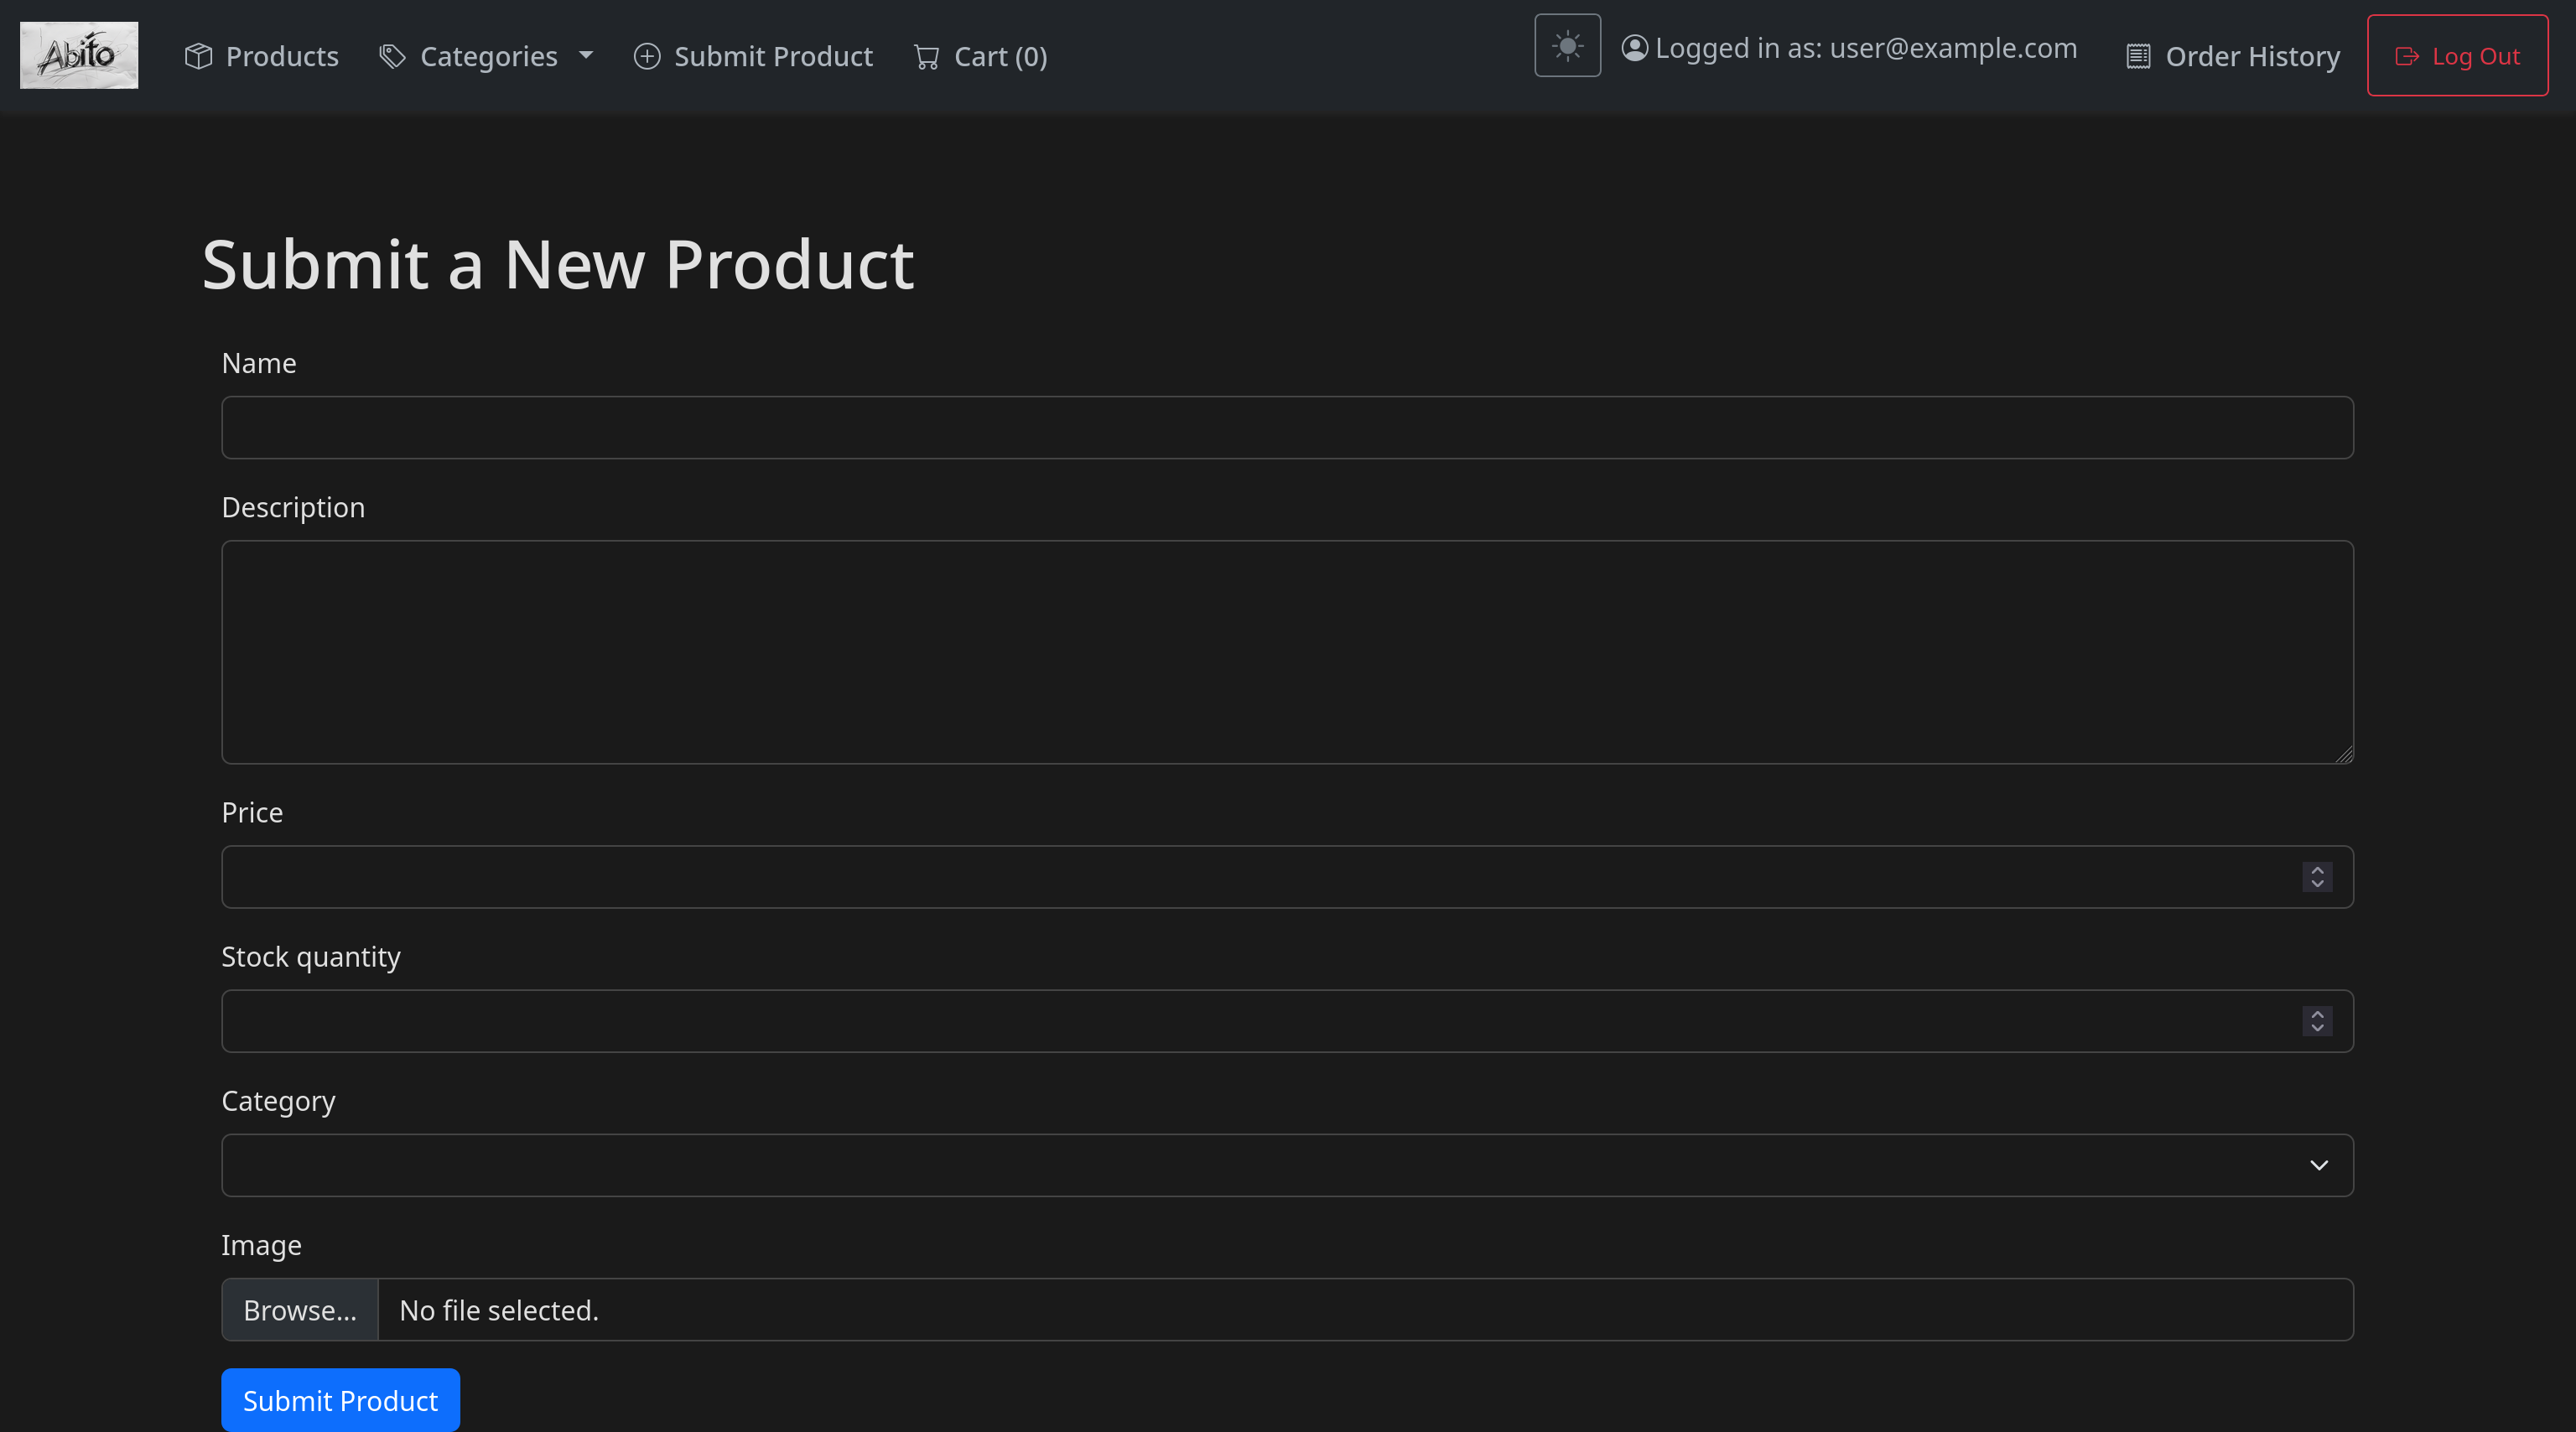 Abito
Products
Categories
Submit Product
Cart (0)
Logged in as: user@example.com
Order History
Log Out
Submit a New Product
Name
Description
Price
Stock quantity
Category
Image
Browse...
No file selected.
Submit Product